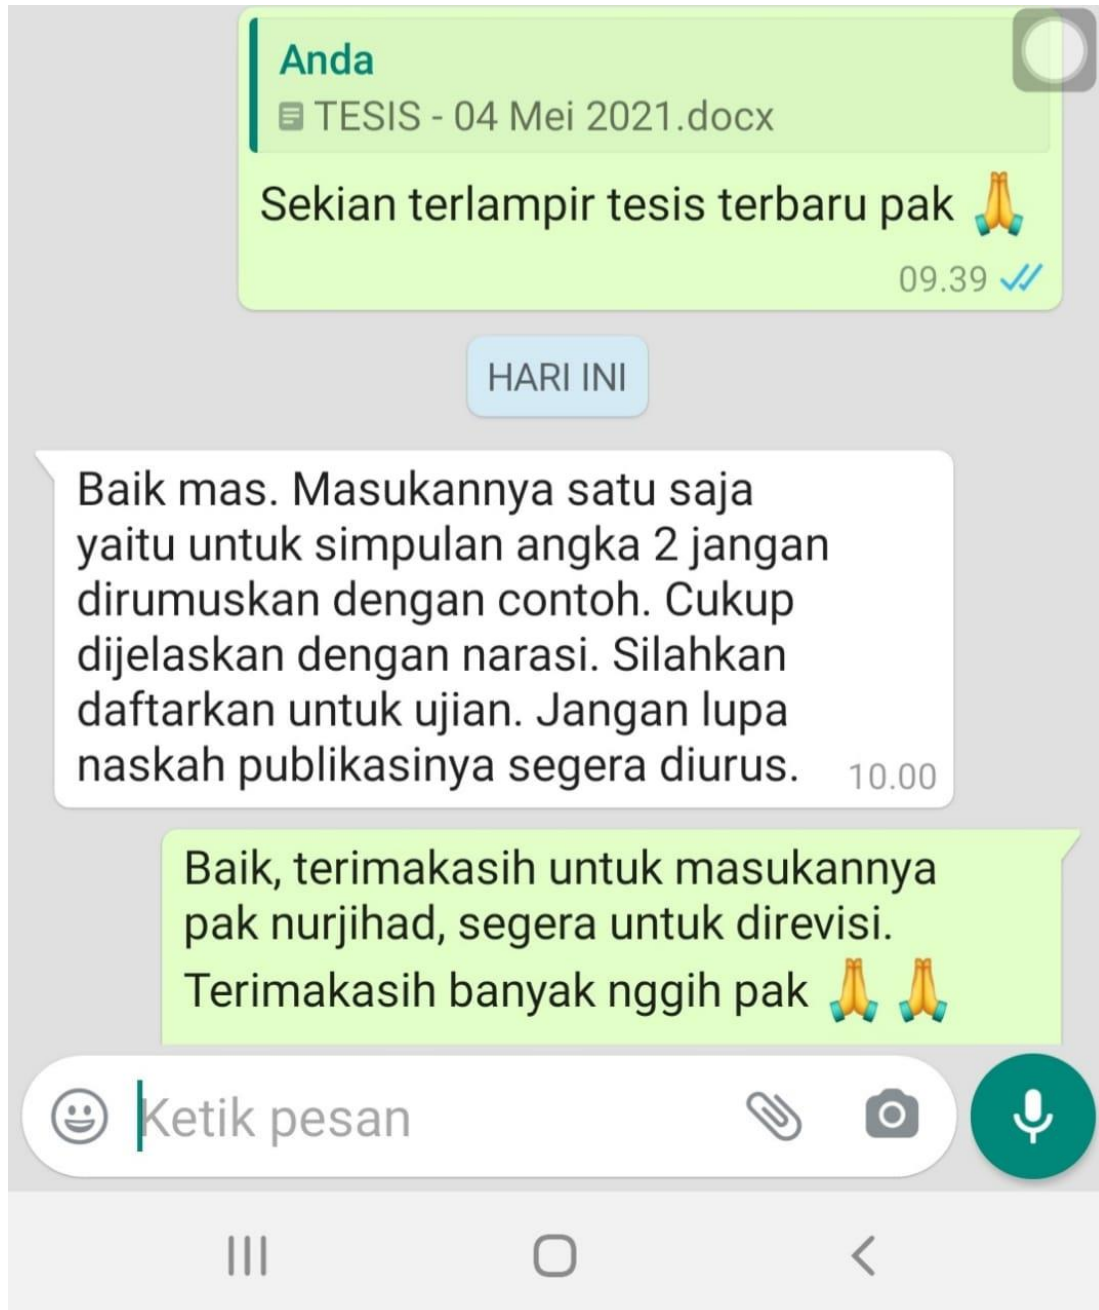 Anda
TESIS - 04 Mei 2021.docx
Sekian terlampir tesis terbaru pak 🙏
09.39
HARI INI
Baik mas. Masukannya satu saja
yaitu untuk simpulan angka 2 jangan
dirumuskan dengan contoh. Cukup
dijelaskan dengan narasi. Silahkan
daftarkan untuk ujian. Jangan lupa
naskah publikasinya segera diurus.
10.00
Baik, terimakasih untuk masukannya
pak nurjihad, segera untuk direvisi.
Terimakasih banyak nggih pak 🙏 🙏
Ketik pesan